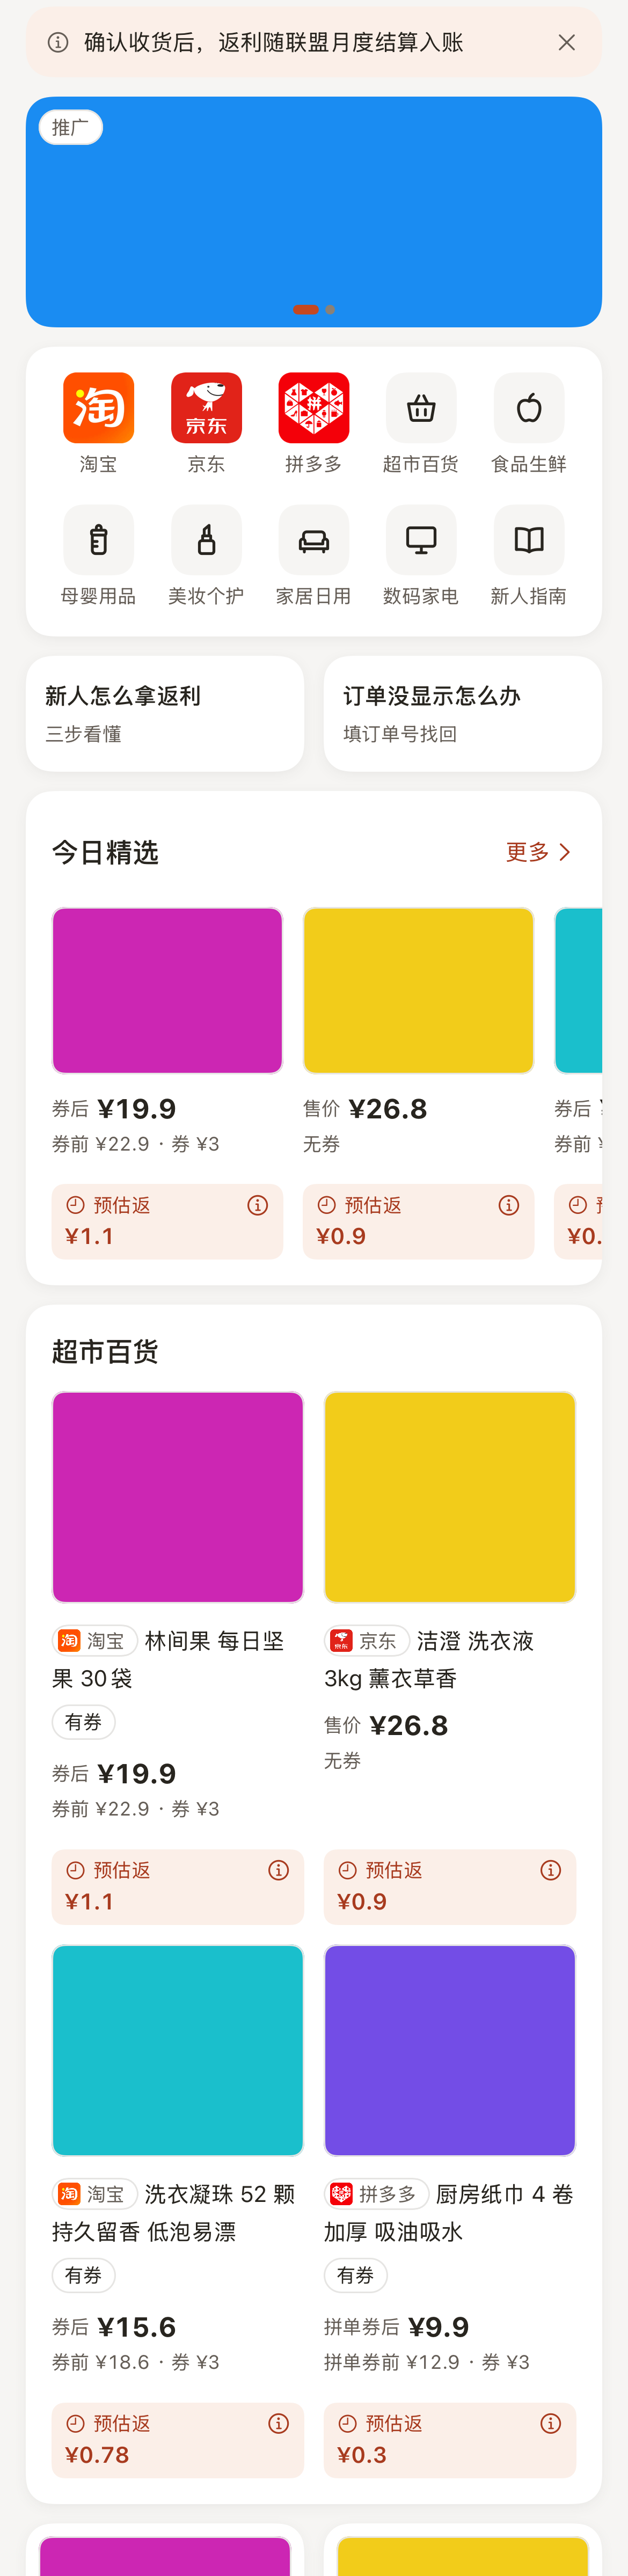 确认收货后，返利随联盟月度结算入账
推广
淘 京东 拼
淘宝 京东 拼多多 超市百货 食品生鲜
母婴用品 美妆个护 家居日用 数码家电 新人指南
新人怎么拿返利
三步看懂
订单没显示怎么办
填订单号找回
今日精选 更多
券后 ¥19.9
券前 ¥22.9 · 券 ¥3
预估返
¥1.1
售价 ¥26.8
无券
预估返
¥0.9
券后
券前
¥0.
超市百货
淘 淘宝 林间果 每日坚
果 30袋
有券
券后 ¥19.9
券前 ¥22.9 · 券 ¥3
预估返
¥1.1
京东 京东 洁澄 洗衣液
3kg 薰衣草香
售价 ¥26.8
无券
预估返
¥0.9
淘 淘宝 洗衣凝珠 52 颗
持久留香 低泡易漂
有券
券后 ¥15.6
券前 ¥18.6 · 券 ¥3
预估返
¥0.78
拼多多 厨房纸巾 4 卷
加厚 吸油吸水
有券
拼单券后 ¥9.9
拼单券前 ¥12.9 · 券 ¥3
预估返
¥0.3